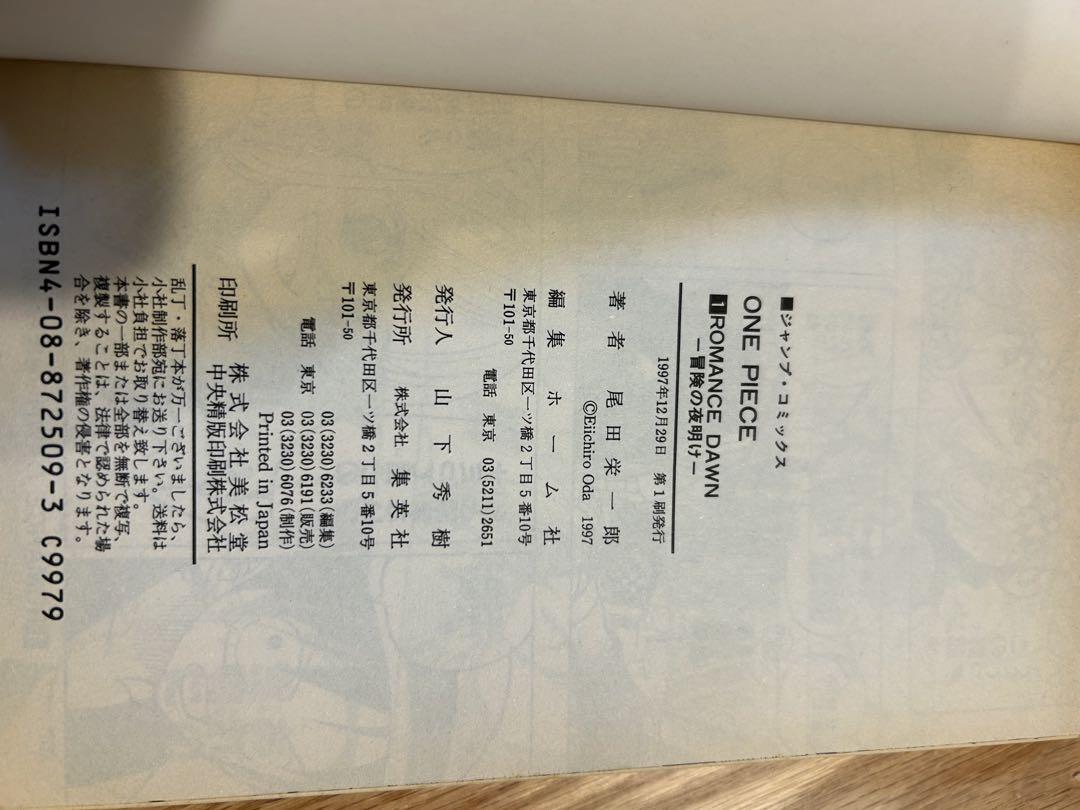 ■ジャンプ・コミックス
ONE PIECE
1 ROMANCE DAWN
―冒険の夜明け―
1997年12月29日 第1刷発行
著者 尾田栄一郎
©Eiichiro Oda 1997
編集 ホーム社
東京都千代田区一ツ橋2丁目5番10号
〒101-50
電話 東京 03(5211)2651
発行人 山下秀樹
発行所 株式会社 集英社
東京都千代田区一ツ橋2丁目5番10号
〒101-50
03(3230)6233(編集)
電話 東京 03(3230)6191(販売)
03(3230)6076(制作)
Printed in Japan
印刷所 株式会社美松堂
中央精版印刷株式会社
乱丁・落丁本が万一ございましたら、
小社制作部宛にお送り下さい。送料は
小社負担でお取り替え致します。
本書の一部または全部を無断で複写、
複製することは、法律で認められた場
合を除き、著作権の侵害となります。
ISBN4-08-872509-3 C9979